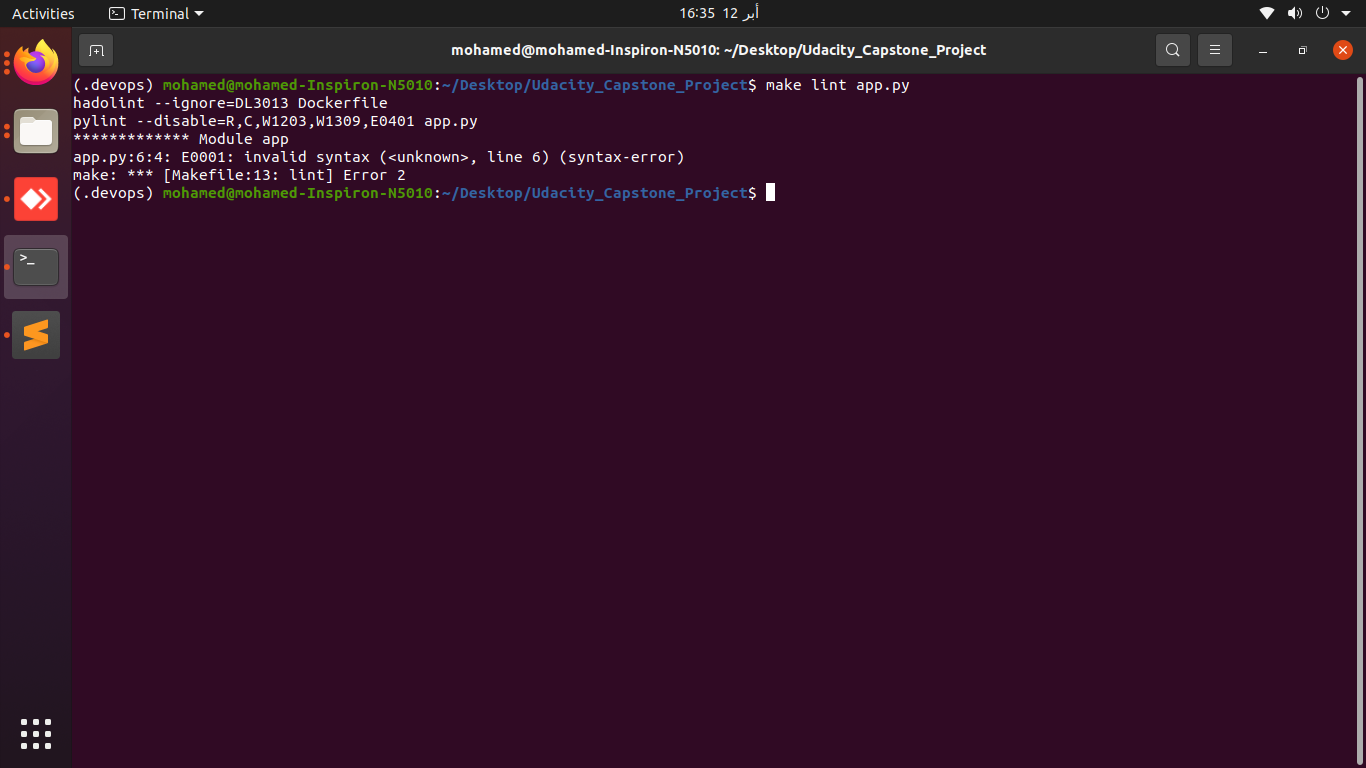 Activities
Terminal
16:35 12 أبر
mohamed@mohamed-Inspiron-N5010: ~/Desktop/Udacity_Capstone_Project
(.devops) mohamed@mohamed-Inspiron-N5010:~/Desktop/Udacity_Capstone_Project$ make lint app.py
hadolint --ignore=DL3013 Dockerfile
pylint --disable=R,C,W1203,W1309,E0401 app.py
************* Module app
app.py:6:4: E0001: invalid syntax (<unknown>, line 6) (syntax-error)
make: *** [Makefile:13: lint] Error 2
(.devops) mohamed@mohamed-Inspiron-N5010:~/Desktop/Udacity_Capstone_Project$